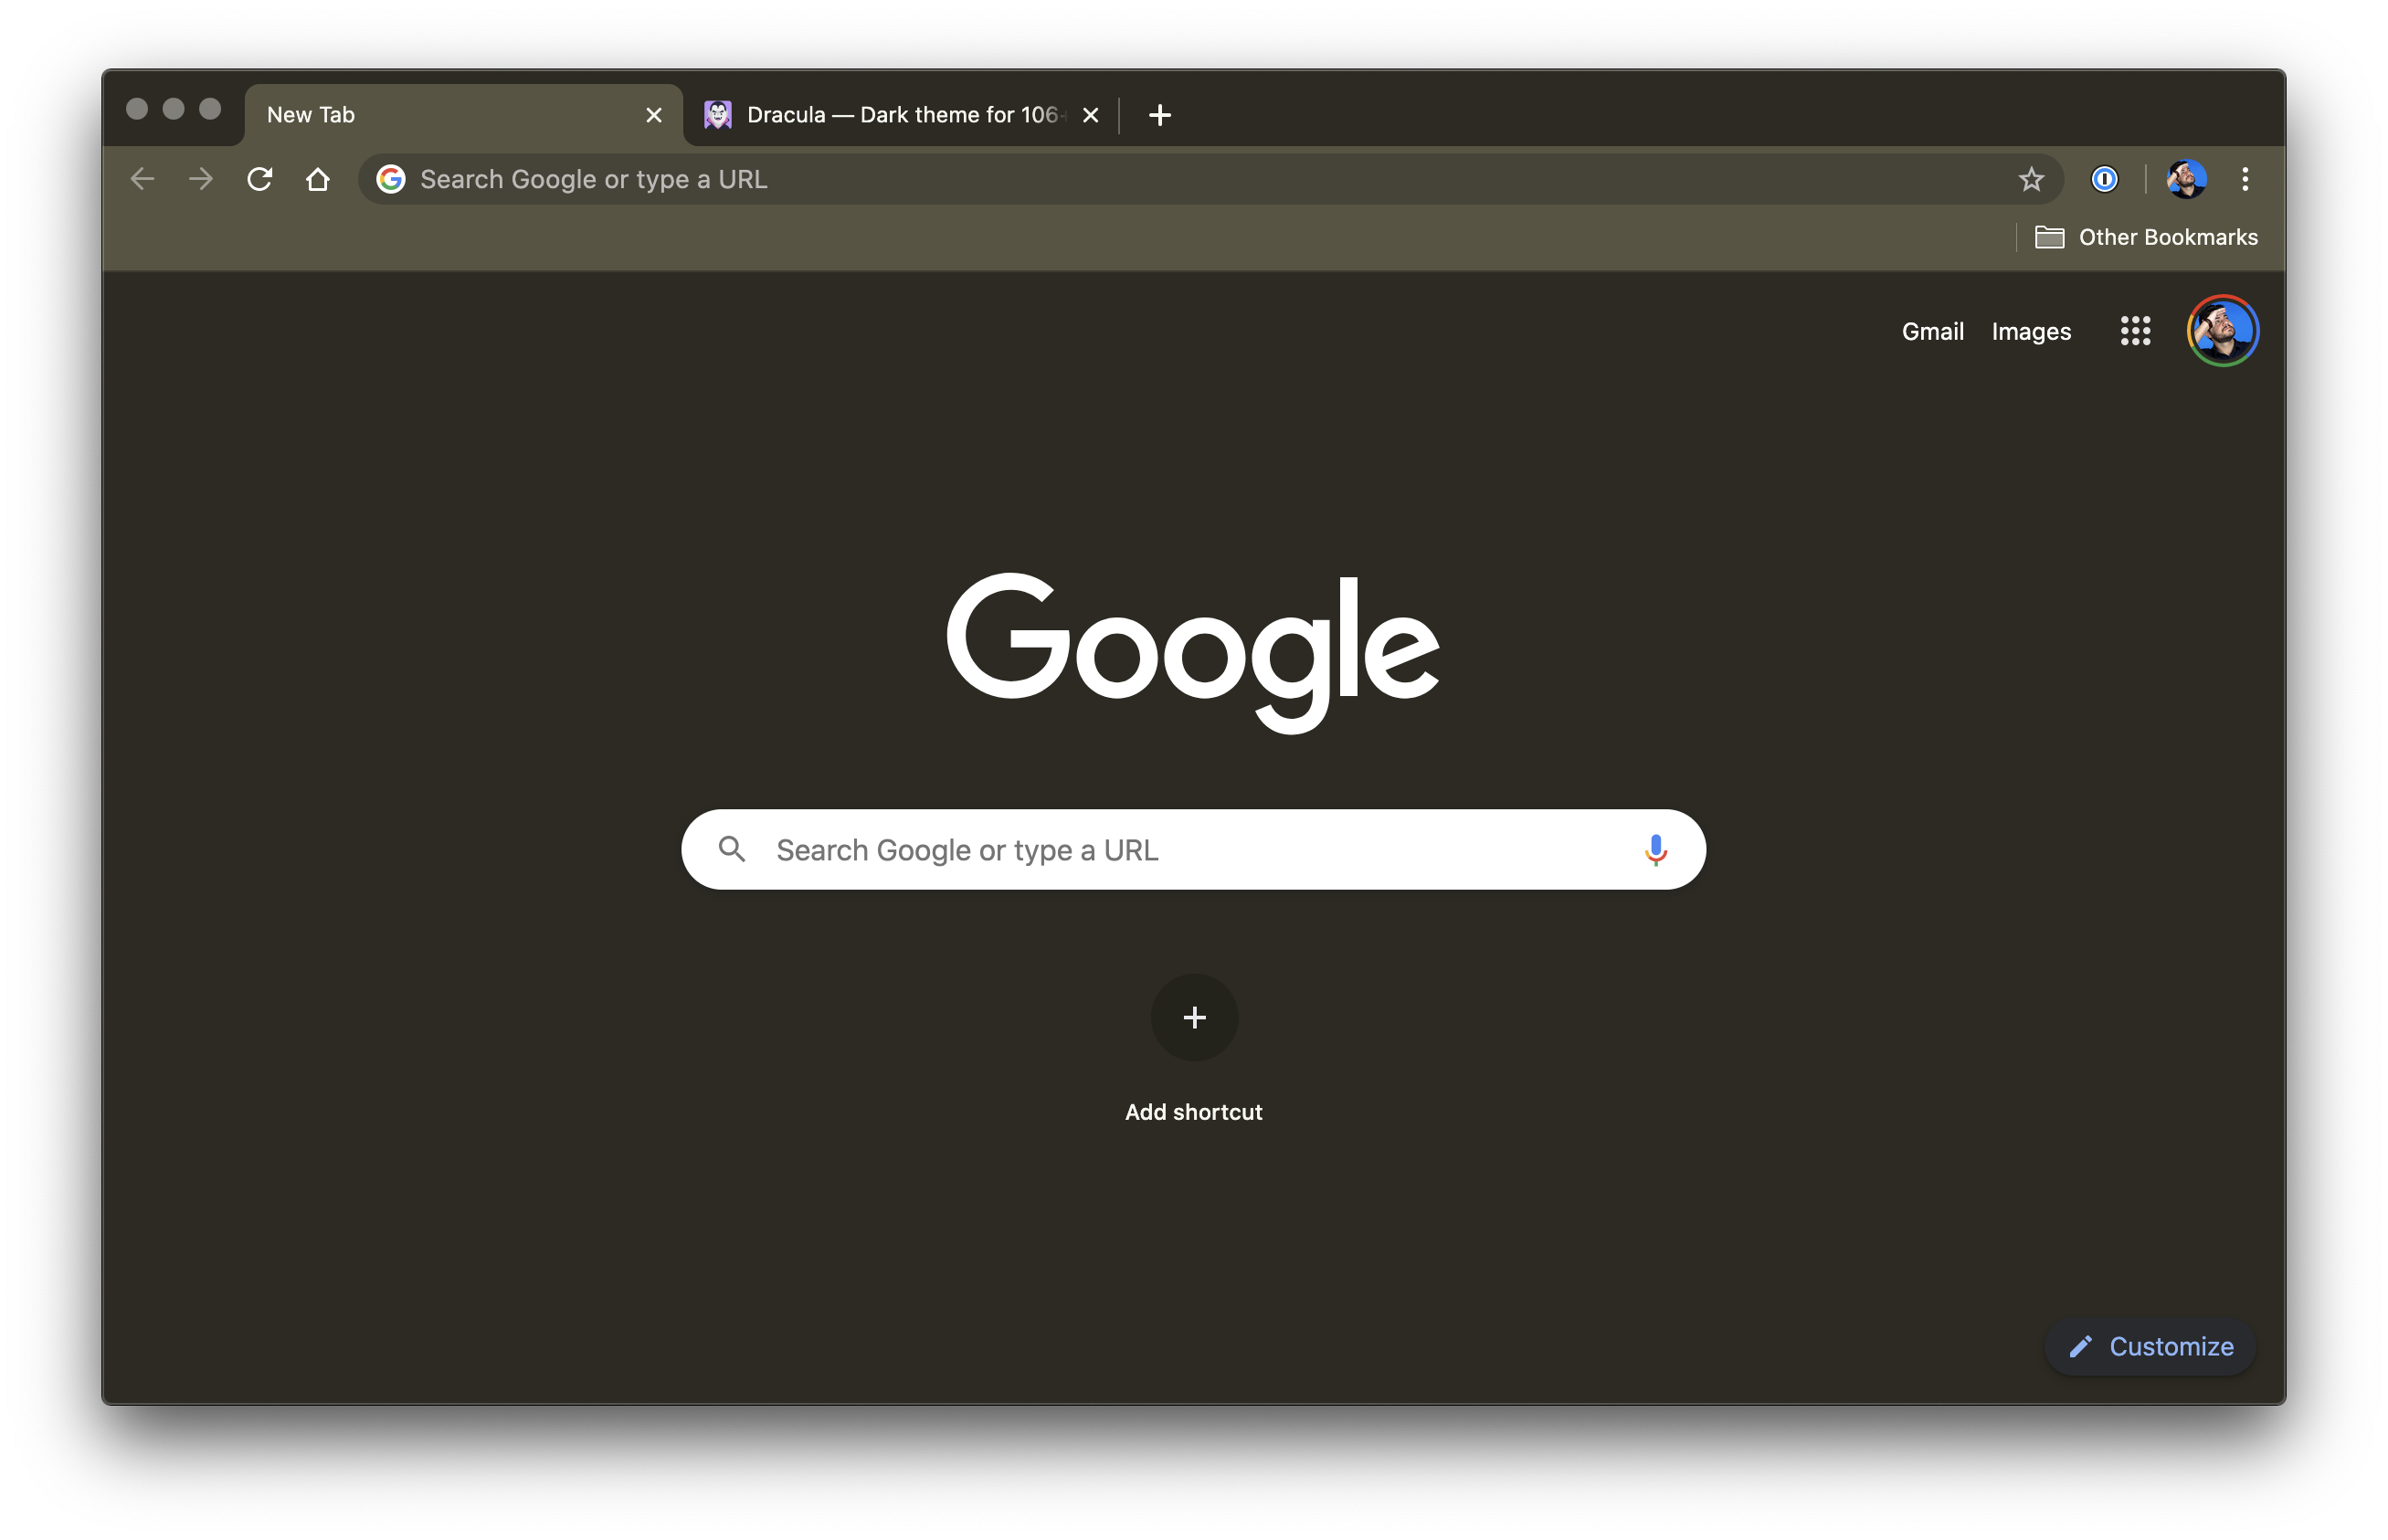 New Tab
Dracula — Dark theme for 106+
Search Google or type a URL
Other Bookmarks
Gmail Images
Google
Search Google or type a URL
Add shortcut
Customize